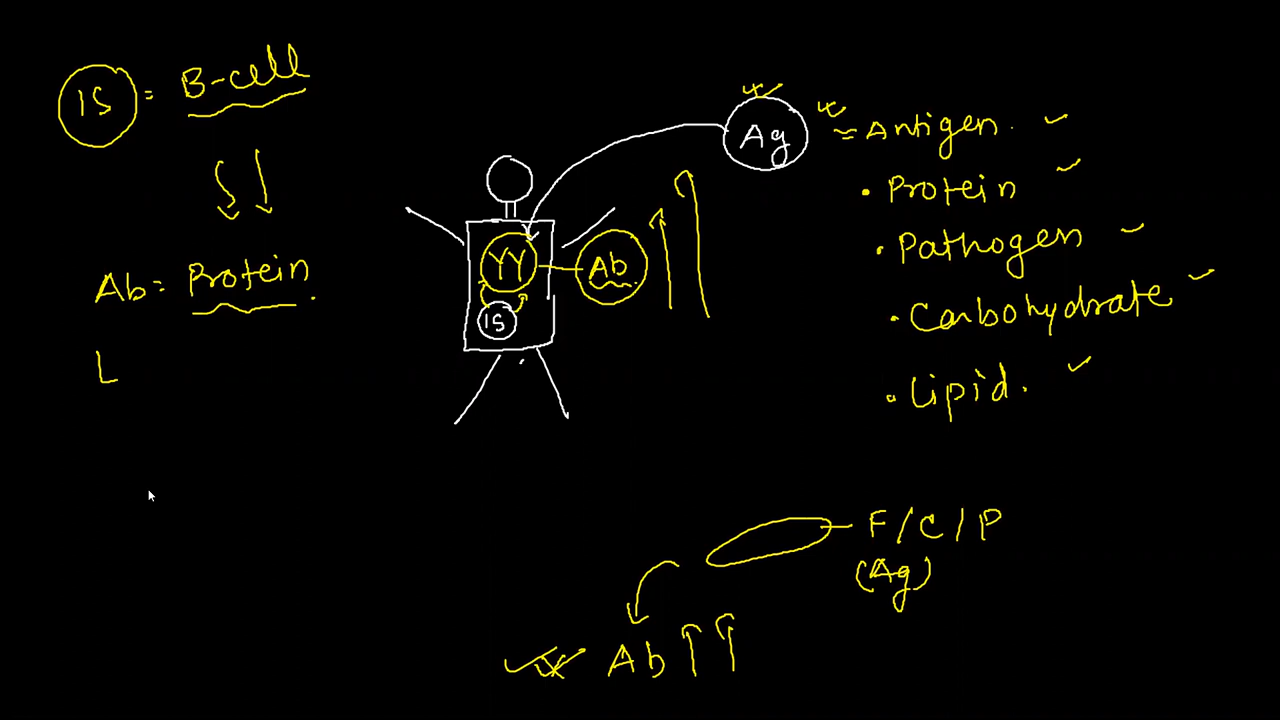 IS = B-cell
Ab = Protein
L
YY
Ab
IS
Ag = Antigen.
• Protein
• Pathogen
• Carbohydrate
• Lipid.
F/C/P
(Ag)
Ab↑↑